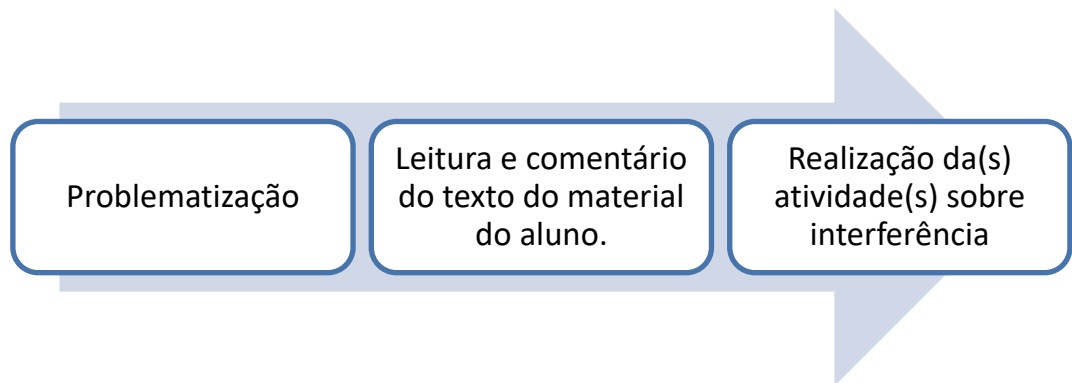 Problematização
Leitura e comentário
do texto do material
do aluno.
Realização da(s)
atividade(s) sobre
interferência